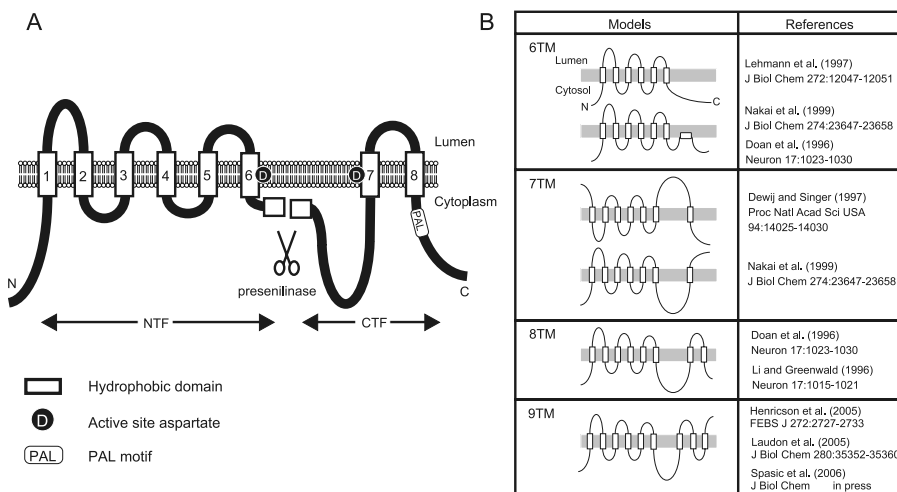 A
Lumen
1 2 3 4 5 6 D D 7 8
Cytoplasm
PAL
N
C
presenilinase
NTF
CTF
Hydrophobic domain
D Active site aspartate
PAL PAL motif
B
Models References
6TM
Lumen
Cytosol
N
C
Lehmann et al. (1997)
J Biol Chem 272:12047-12051
Nakai et al. (1999)
J Biol Chem 274:23647-23658
Doan et al. (1996)
Neuron 17:1023-1030
7TM
Dewij and Singer (1997)
Proc Natl Acad Sci USA
94:14025-14030
Nakai et al. (1999)
J Biol Chem 274:23647-23658
8TM
Doan et al. (1996)
Neuron 17:1023-1030
Li and Greenwald (1996)
Neuron 17:1015-1021
9TM
Henricson et al. (2005)
FEBS J 272:2727-2733
Laudon et al. (2005)
J Biol Chem 280:35352-35360
Spasic et al. (2006)
J Biol Chem in press